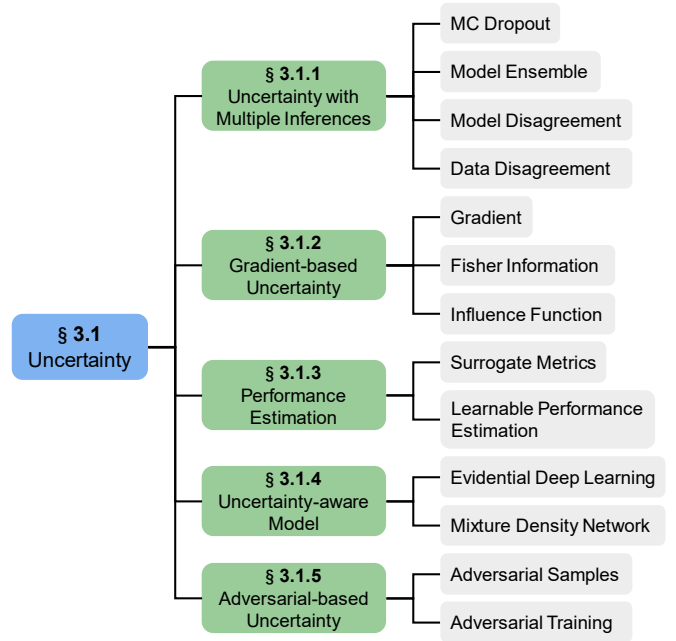 § 3.1
Uncertainty
§ 3.1.1
Uncertainty with
Multiple Inferences
MC Dropout
Model Ensemble
Model Disagreement
Data Disagreement
§ 3.1.2
Gradient-based
Uncertainty
Gradient
Fisher Information
Influence Function
§ 3.1.3
Performance
Estimation
Surrogate Metrics
Learnable Performance
Estimation
§ 3.1.4
Uncertainty-aware
Model
Evidential Deep Learning
Mixture Density Network
§ 3.1.5
Adversarial-based
Uncertainty
Adversarial Samples
Adversarial Training